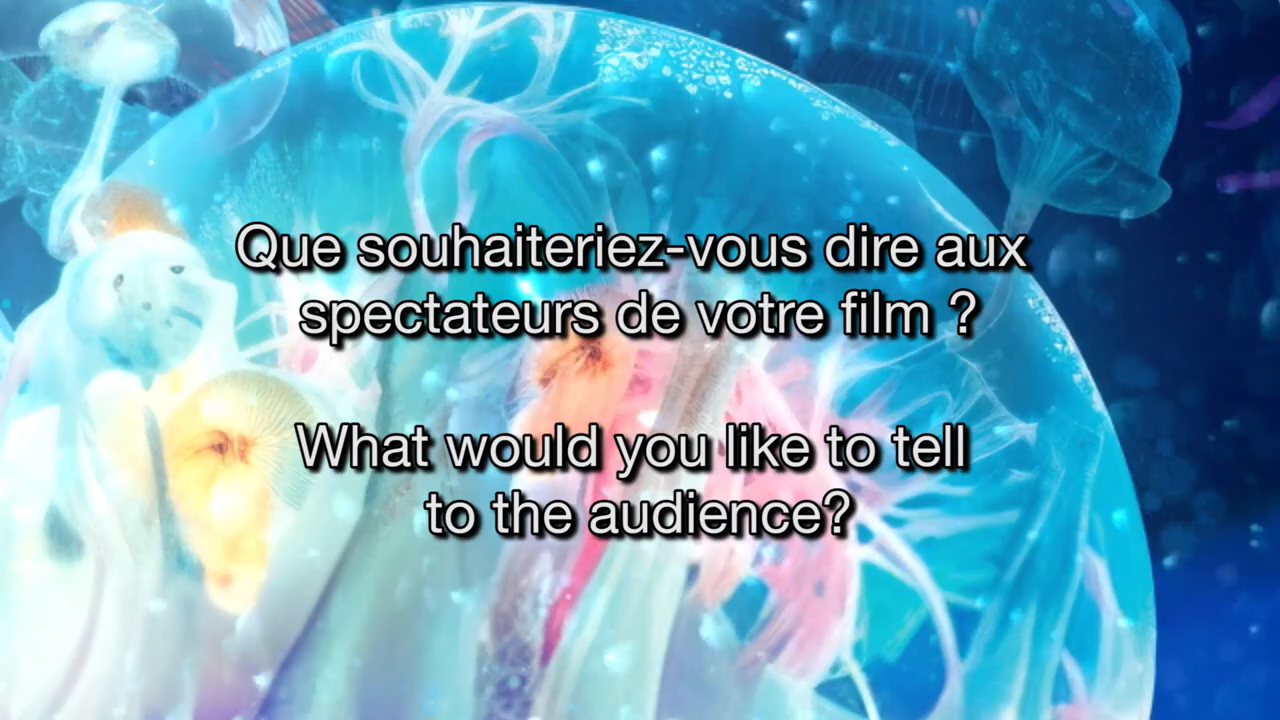 Que souhaiteriez-vous dire aux
spectateurs de votre film ?
What would you like to tell
to the audience?